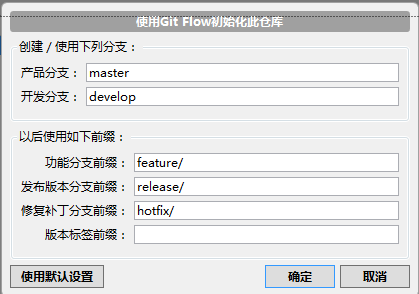 使用Git Flow初始化此仓库
创建 / 使用下列分支：
产品分支： master
开发分支： develop
以后使用如下前缀：
功能分支前缀： feature/
发布版本分支前缀： release/
修复补丁分支前缀： hotfix/
版本标签前缀：
使用默认设置 确定 取消